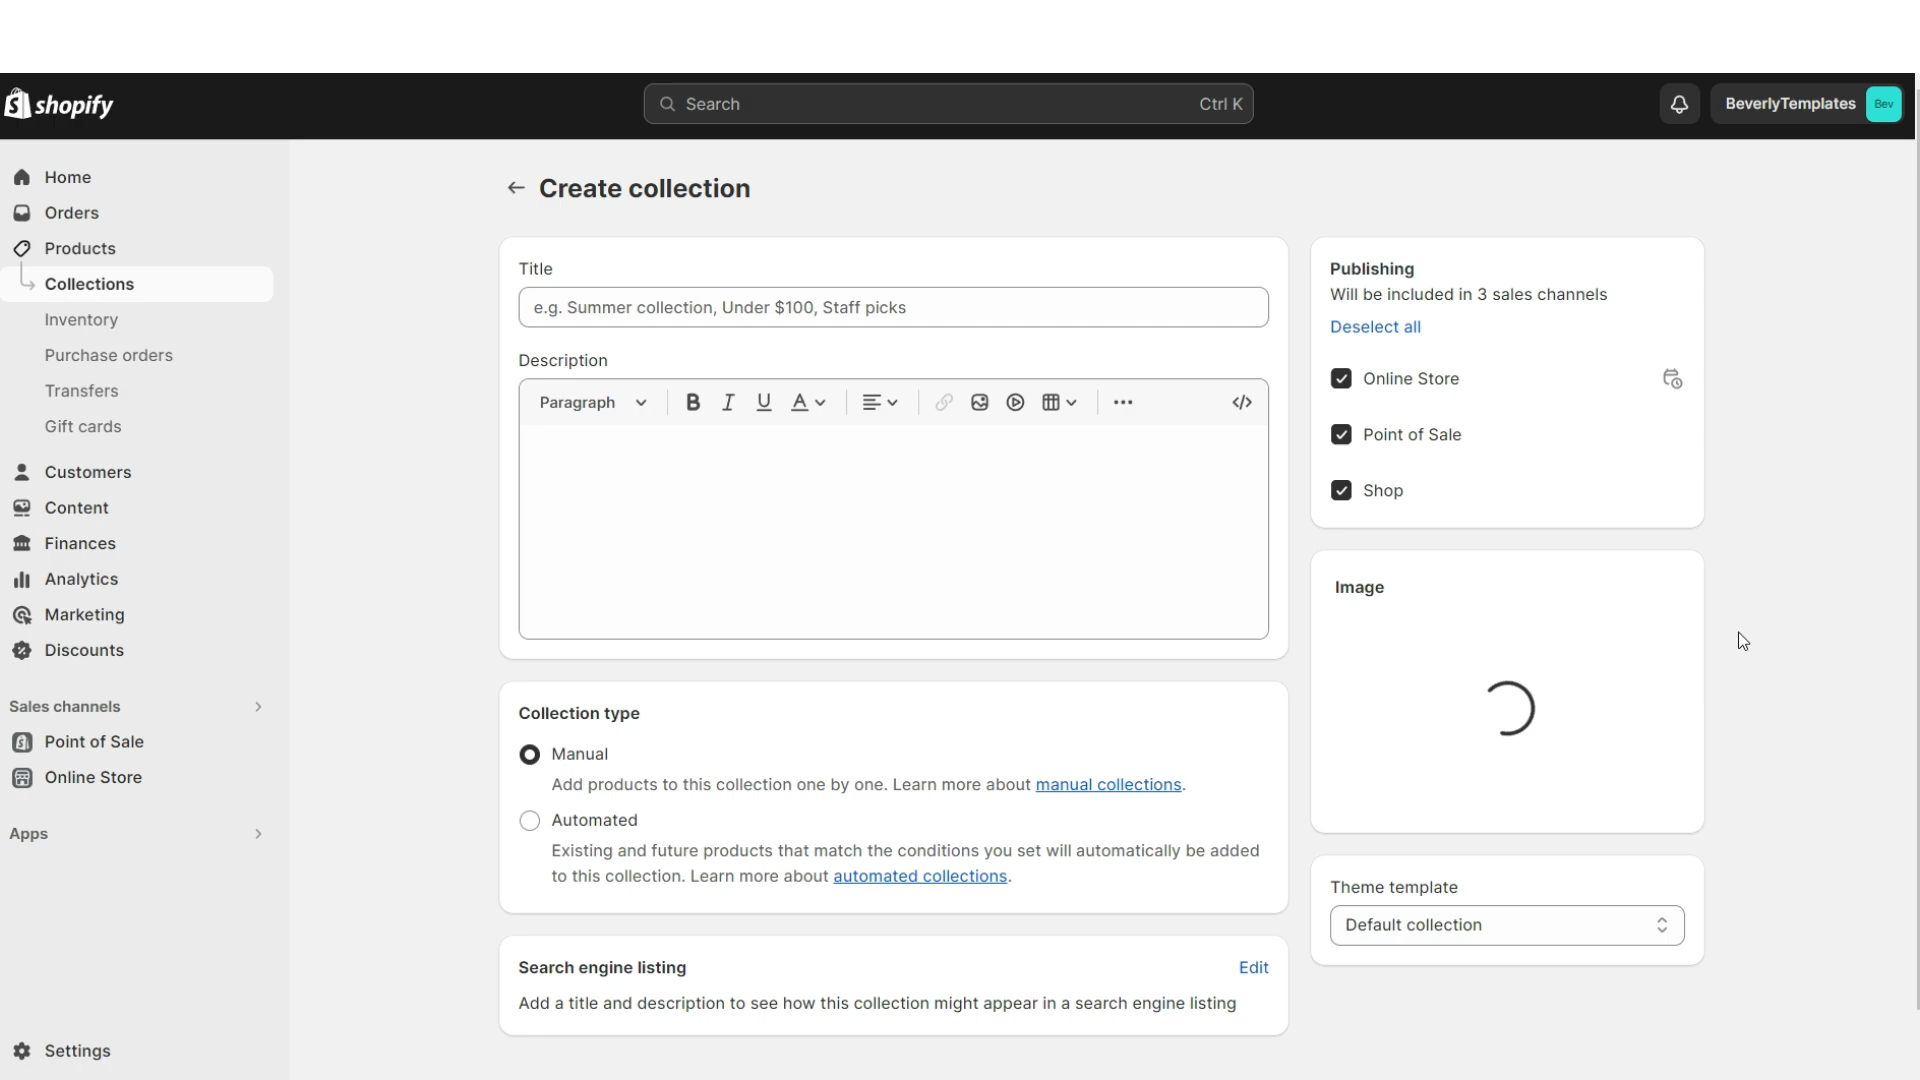 shopify
Search
Ctrl K
BeverlyTemplates
Bev
Home
Orders
Products
Collections
Inventory
Purchase orders
Transfers
Gift cards
Customers
Content
Finances
Analytics
Marketing
Discounts
Sales channels
Point of Sale
Online Store
Apps
Settings
Create collection
Title
e.g. Summer collection, Under $100, Staff picks
Description
Paragraph
B I U A
Collection type
Manual
Add products to this collection one by one. Learn more about manual collections.
Automated
Existing and future products that match the conditions you set will automatically be added
to this collection. Learn more about automated collections.
Search engine listing
Edit
Add a title and description to see how this collection might appear in a search engine listing
Publishing
Will be included in 3 sales channels
Deselect all
Online Store
Point of Sale
Shop
Image
Theme template
Default collection